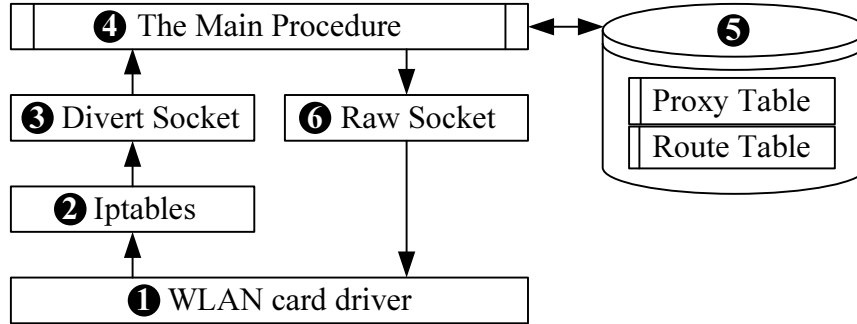 ❹ The Main Procedure
❺
❸ Divert Socket
❻ Raw Socket
Proxy Table
Route Table
❷ Iptables
❶ WLAN card driver